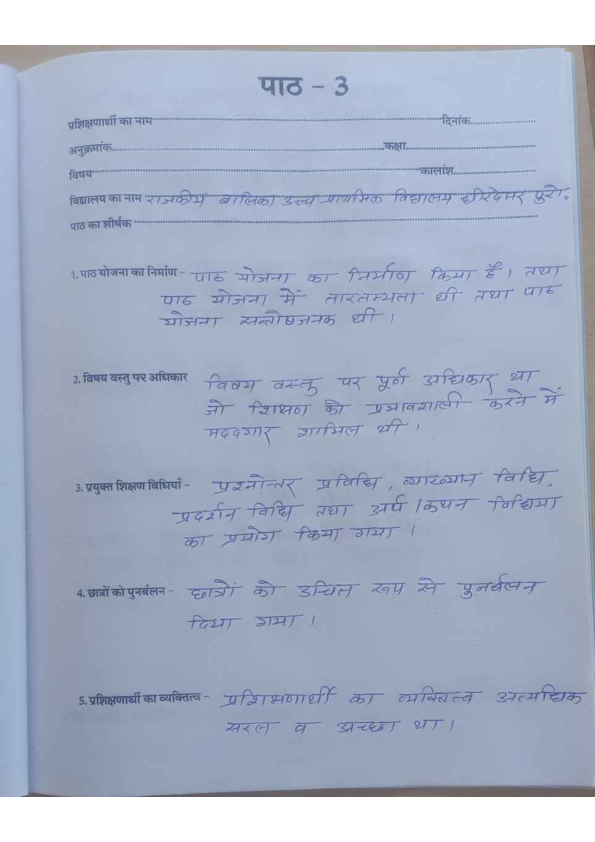 पाठ – 3
प्रशिक्षणार्थी का नाम दिनांक
अनुक्रमांक कक्षा
विषय कालांश
विद्यालय का नाम राजकीय बालिका उच्च प्राथमिक विद्यालय
पाठ का शीर्षक
1. पाठ योजना का निर्माण – पाठ योजना का निर्माण किया है। तथा
पाठ योजना में तारतम्यता थी तथा पाठ
योजना सन्तोषजनक थी।
2. विषय वस्तु पर अधिकार विषय वस्तु पर पूर्ण अधिकार था
जो शिक्षण को प्रभावशाली करने में
मददगार शामिल थी।
3. प्रयुक्त शिक्षण विधियाँ – प्रश्नोत्तर प्रविधि, व्याख्यान विधि,
प्रदर्शन विधि तथा अर्थ /कथन विधिया
का प्रयोग किया गया।
4. छात्रों को पुनर्बलन – छात्रों को उचित रूप से पुनर्बलन
दिया गया।
5. प्रशिक्षणार्थी का व्यक्तित्व – प्रशिक्षणार्थी का व्यक्तित्व अत्यधिक
सरल व अच्छा था।